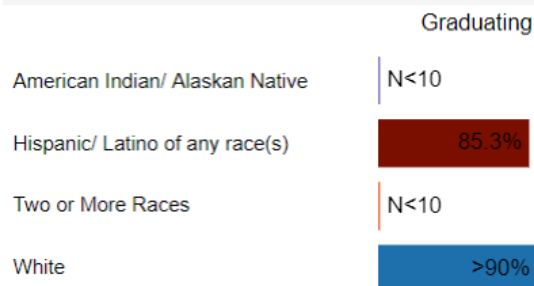 Graduating
American Indian/ Alaskan Native N<10
Hispanic/ Latino of any race(s) 85.3%
Two or More Races N<10
White >90%